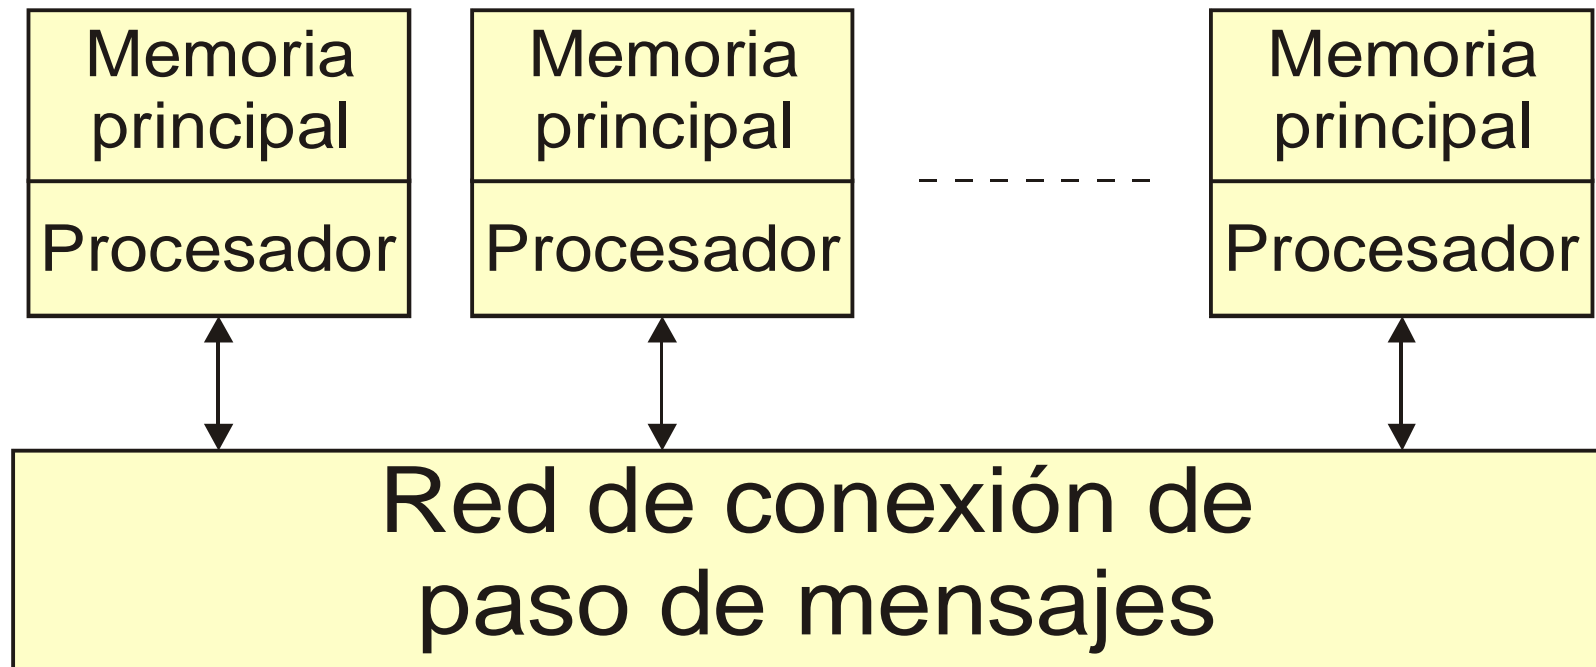 Memoria
principal
Procesador
Memoria
principal
Procesador
Memoria
principal
Procesador
Red de conexión de
paso de mensajes